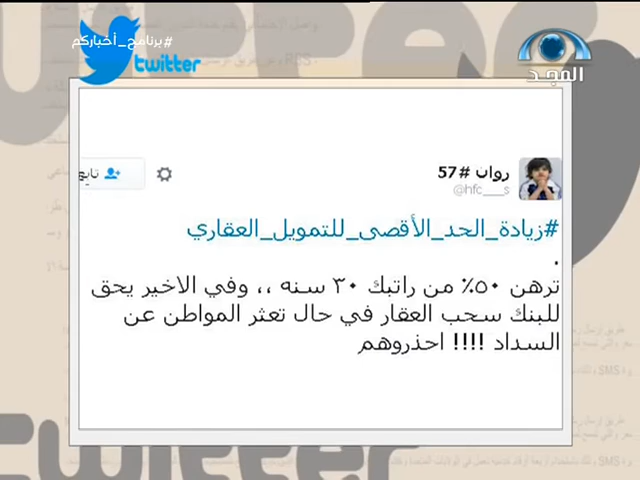 #برنامج_أخباركم
twitter
المجد
روان #57
@hfc___s
تابع
#زيادة_الحد_الأقصى_للتمويل_العقاري
.
ترهن ٥٠٪ من راتبك ٣٠ سنه ،، وفي الاخير يحق
للبنك سحب العقار في حال تعثر المواطن عن
السداد !!!! احذروهم